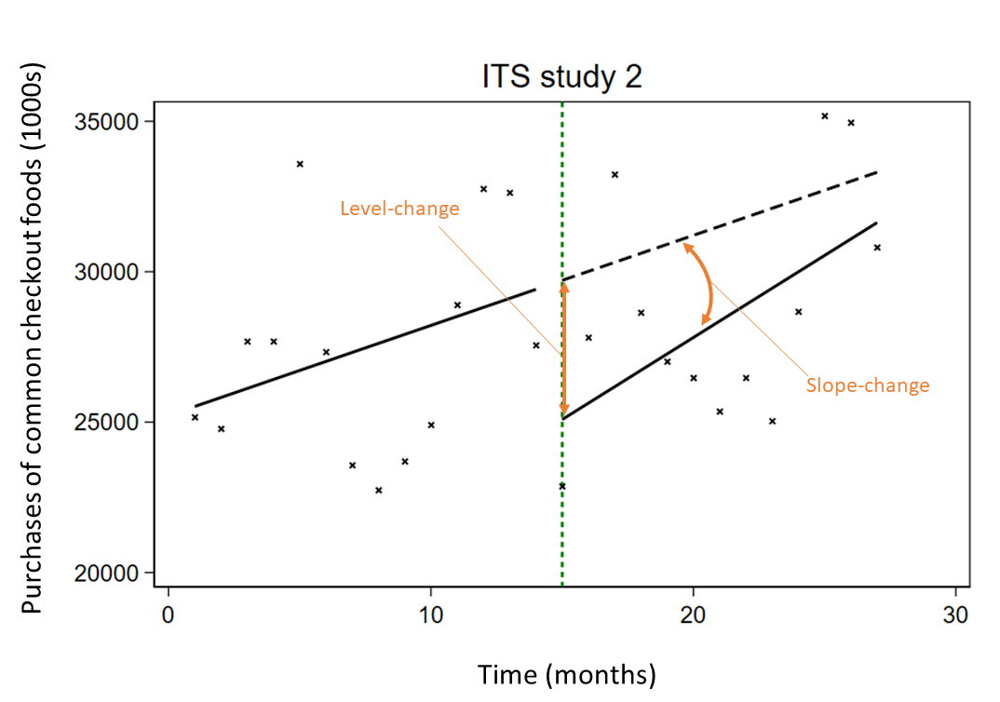 ITS study 2
Purchases of common checkout foods (1000s)
35000
30000
25000
20000
Level-change
Slope-change
0 10 20 30
Time (months)